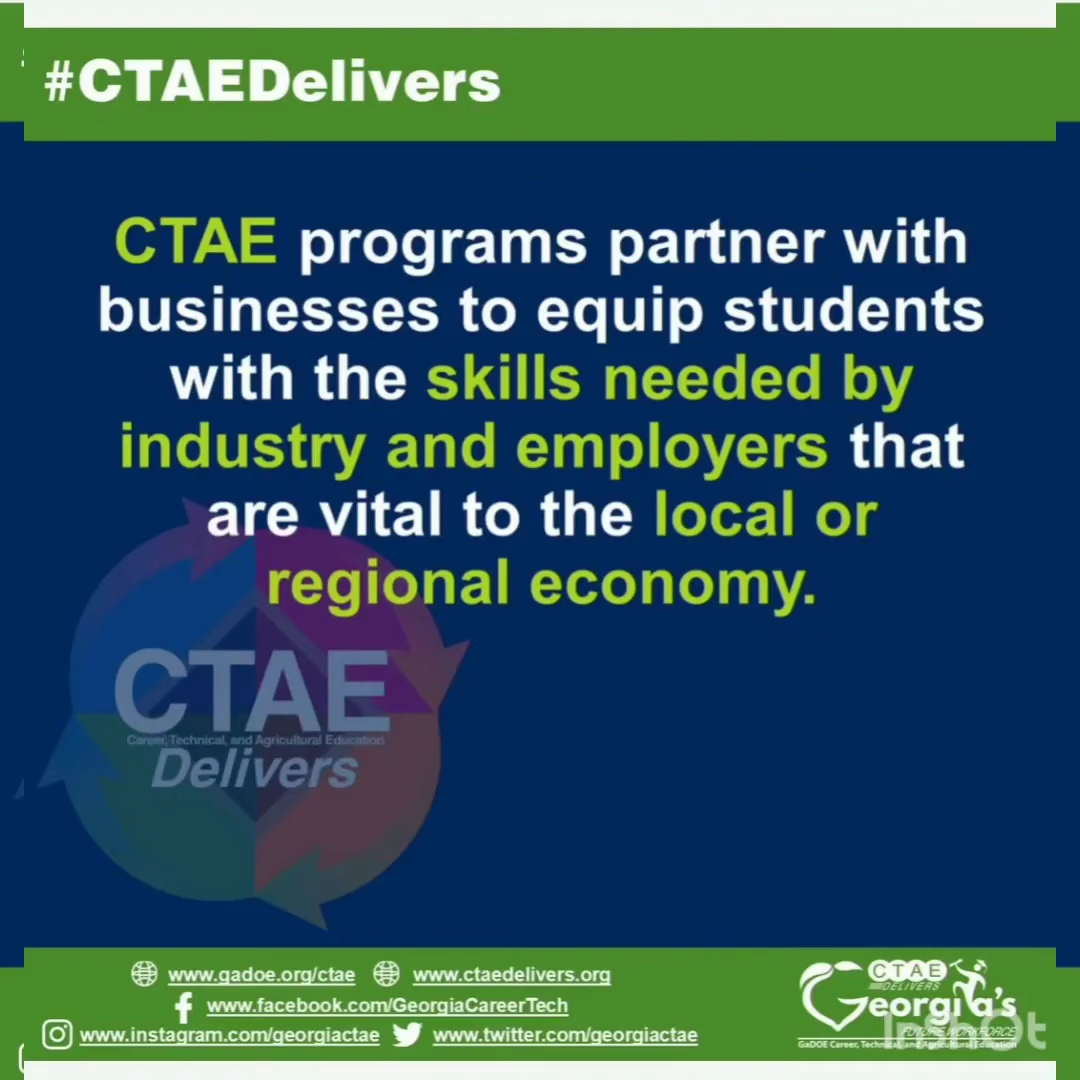 #CTAEDelivers
CTAE programs partner with
businesses to equip students
with the skills needed by
industry and employers that
are vital to the local or
regional economy.
CTAE
Career, Technical, and Agricultural Education
Delivers
www.gadoe.org/ctae www.ctaedelivers.org
www.facebook.com/GeorgiaCareerTech
www.instagram.com/georgiactae www.twitter.com/georgiactae
CTAE
DELIVERS
Georgia's
FUTURE WORKFORCE
GaDOE Career, Technical, and Agricultural Education